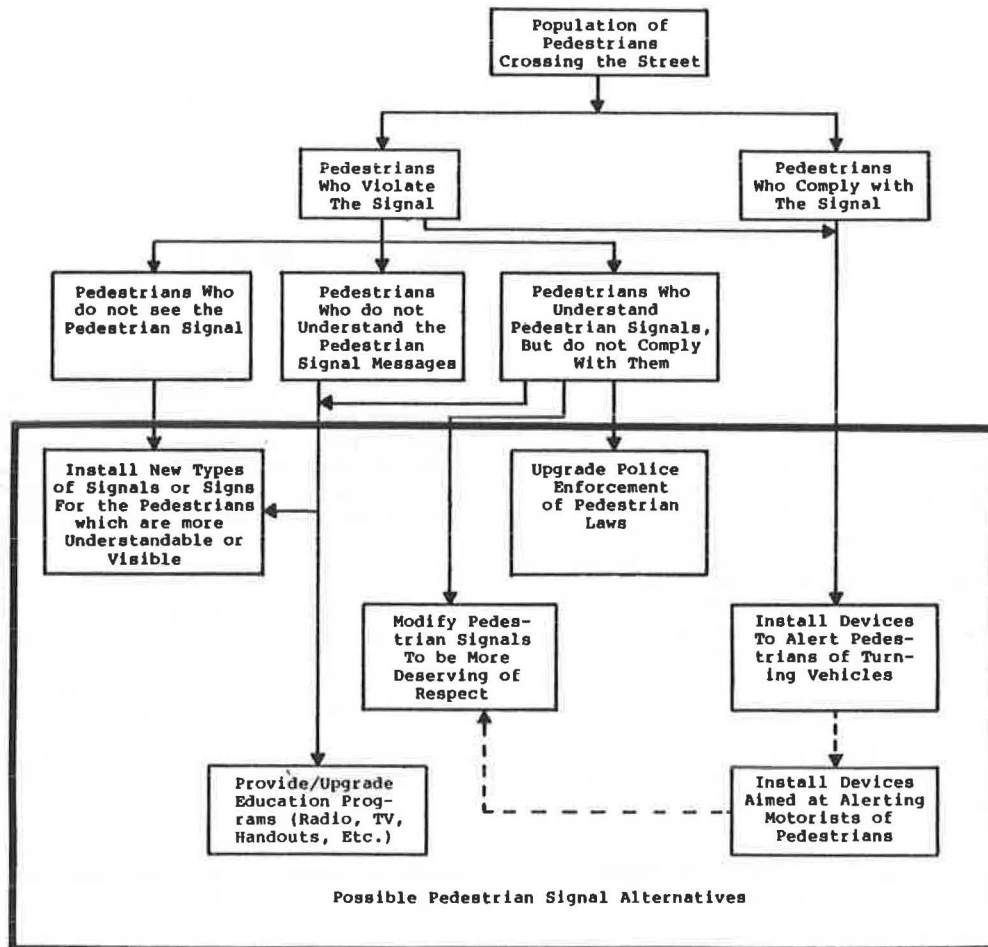 Population of
Pedestrians
Crossing the Street
Pedestrians
Who Violate
The Signal
Pedestrians
Who Comply with
The Signal
Pedestrians Who
do not see the
Pedestrian Signal
Pedestrians
Who do not
Understand the
Pedestrian
Signal Messages
Pedestrians Who
Understand
Pedestrian Signals,
But do not Comply
With Them
Install New Types
of Signals or Signs
For the Pedestrians
which are more
Understandable or
Visible
Upgrade Police
Enforcement
of Pedestrian
Laws
Modify Pedes-
trian Signals
To be More
Deserving of
Respect
Install Devices
To Alert Pedes-
trians of Turn-
ing Vehicles
Provide/Upgrade
Education Prog-
rams (Radio, TV,
Handouts, Etc.)
Install Devices
Aimed at Alerting
Motorists of
Pedestrians
Possible Pedestrian Signal Alternatives